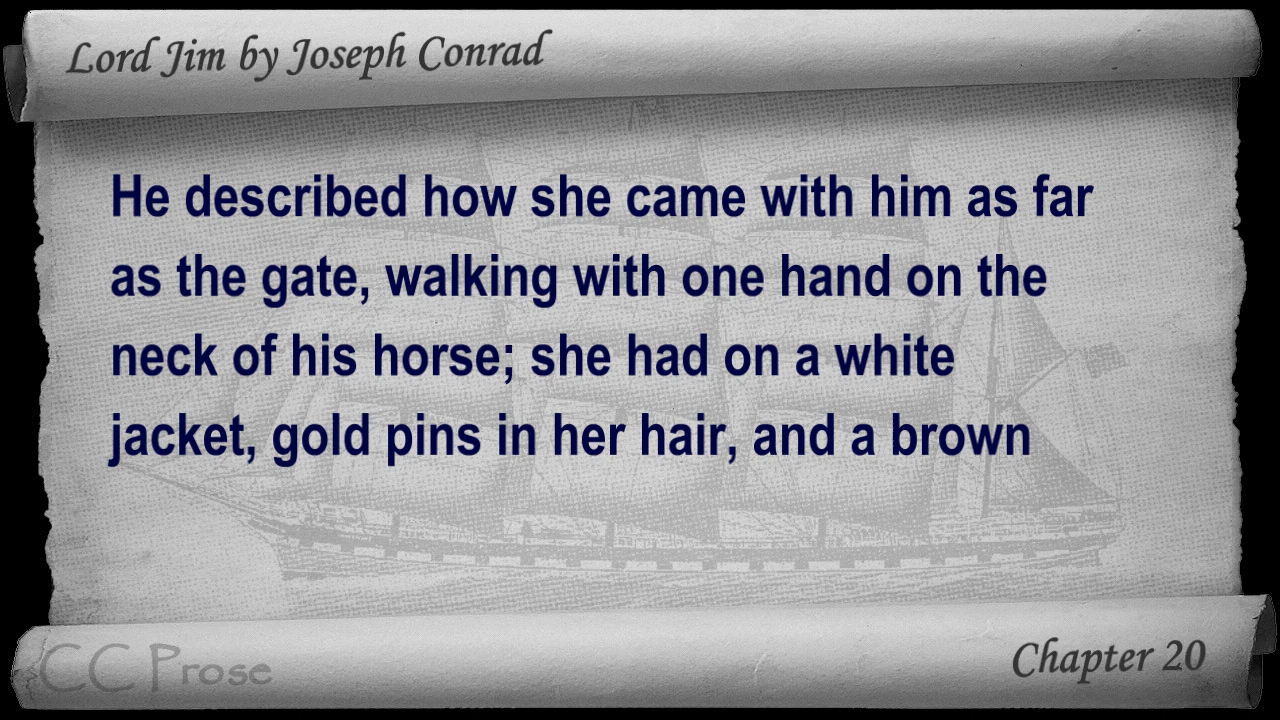 Lord Jim by Joseph Conrad
He described how she came with him as far
as the gate, walking with one hand on the
neck of his horse; she had on a white
jacket, gold pins in her hair, and a brown
CC Prose
Chapter 20